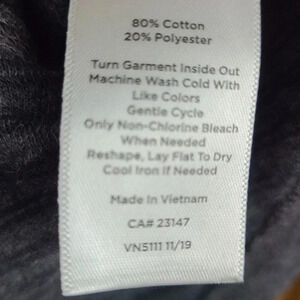 80% Cotton
20% Polyester
Turn Garment Inside Out
Machine Wash Cold With
Like Colors
Gentle Cycle
Only Non-Chlorine Bleach
When Needed
Reshape, Lay Flat To Dry
Cool Iron If Needed
Made In Vietnam
CA# 23147
VN5111 11/19